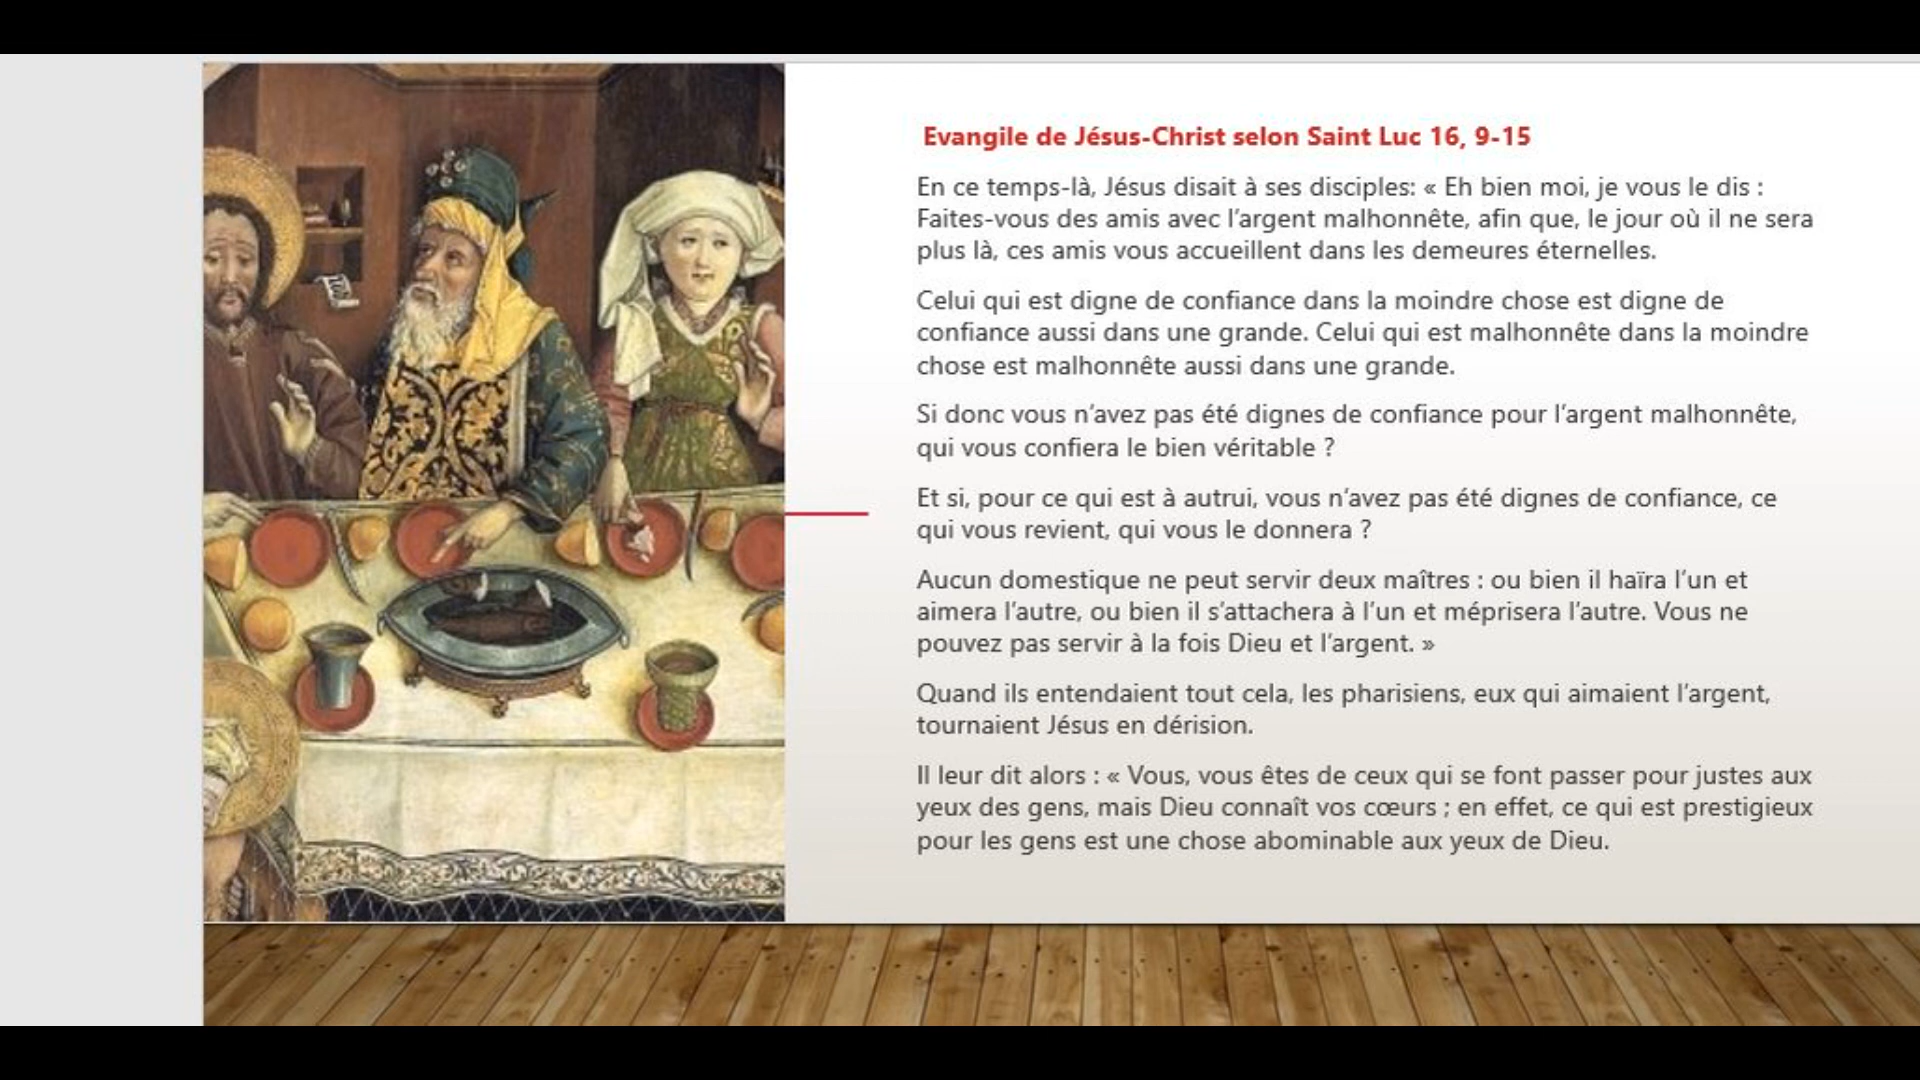 Evangile de Jésus-Christ selon Saint Luc 16, 9-15
En ce temps-là, Jésus disait à ses disciples: « Eh bien moi, je vous le dis :
Faites-vous des amis avec l’argent malhonnête, afin que, le jour où il ne sera
plus là, ces amis vous accueillent dans les demeures éternelles.
Celui qui est digne de confiance dans la moindre chose est digne de
confiance aussi dans une grande. Celui qui est malhonnête dans la moindre
chose est malhonnête aussi dans une grande.
Si donc vous n’avez pas été dignes de confiance pour l’argent malhonnête,
qui vous confiera le bien véritable ?
Et si, pour ce qui est à autrui, vous n’avez pas été dignes de confiance, ce
qui vous revient, qui vous le donnera ?
Aucun domestique ne peut servir deux maîtres : ou bien il haïra l’un et
aimera l’autre, ou bien il s’attachera à l’un et méprisera l’autre. Vous ne
pouvez pas servir à la fois Dieu et l’argent. »
Quand ils entendaient tout cela, les pharisiens, eux qui aimaient l’argent,
tournaient Jésus en dérision.
Il leur dit alors : « Vous, vous êtes de ceux qui se font passer pour justes aux
yeux des gens, mais Dieu connaît vos cœurs ; en effet, ce qui est prestigieux
pour les gens est une chose abominable aux yeux de Dieu.